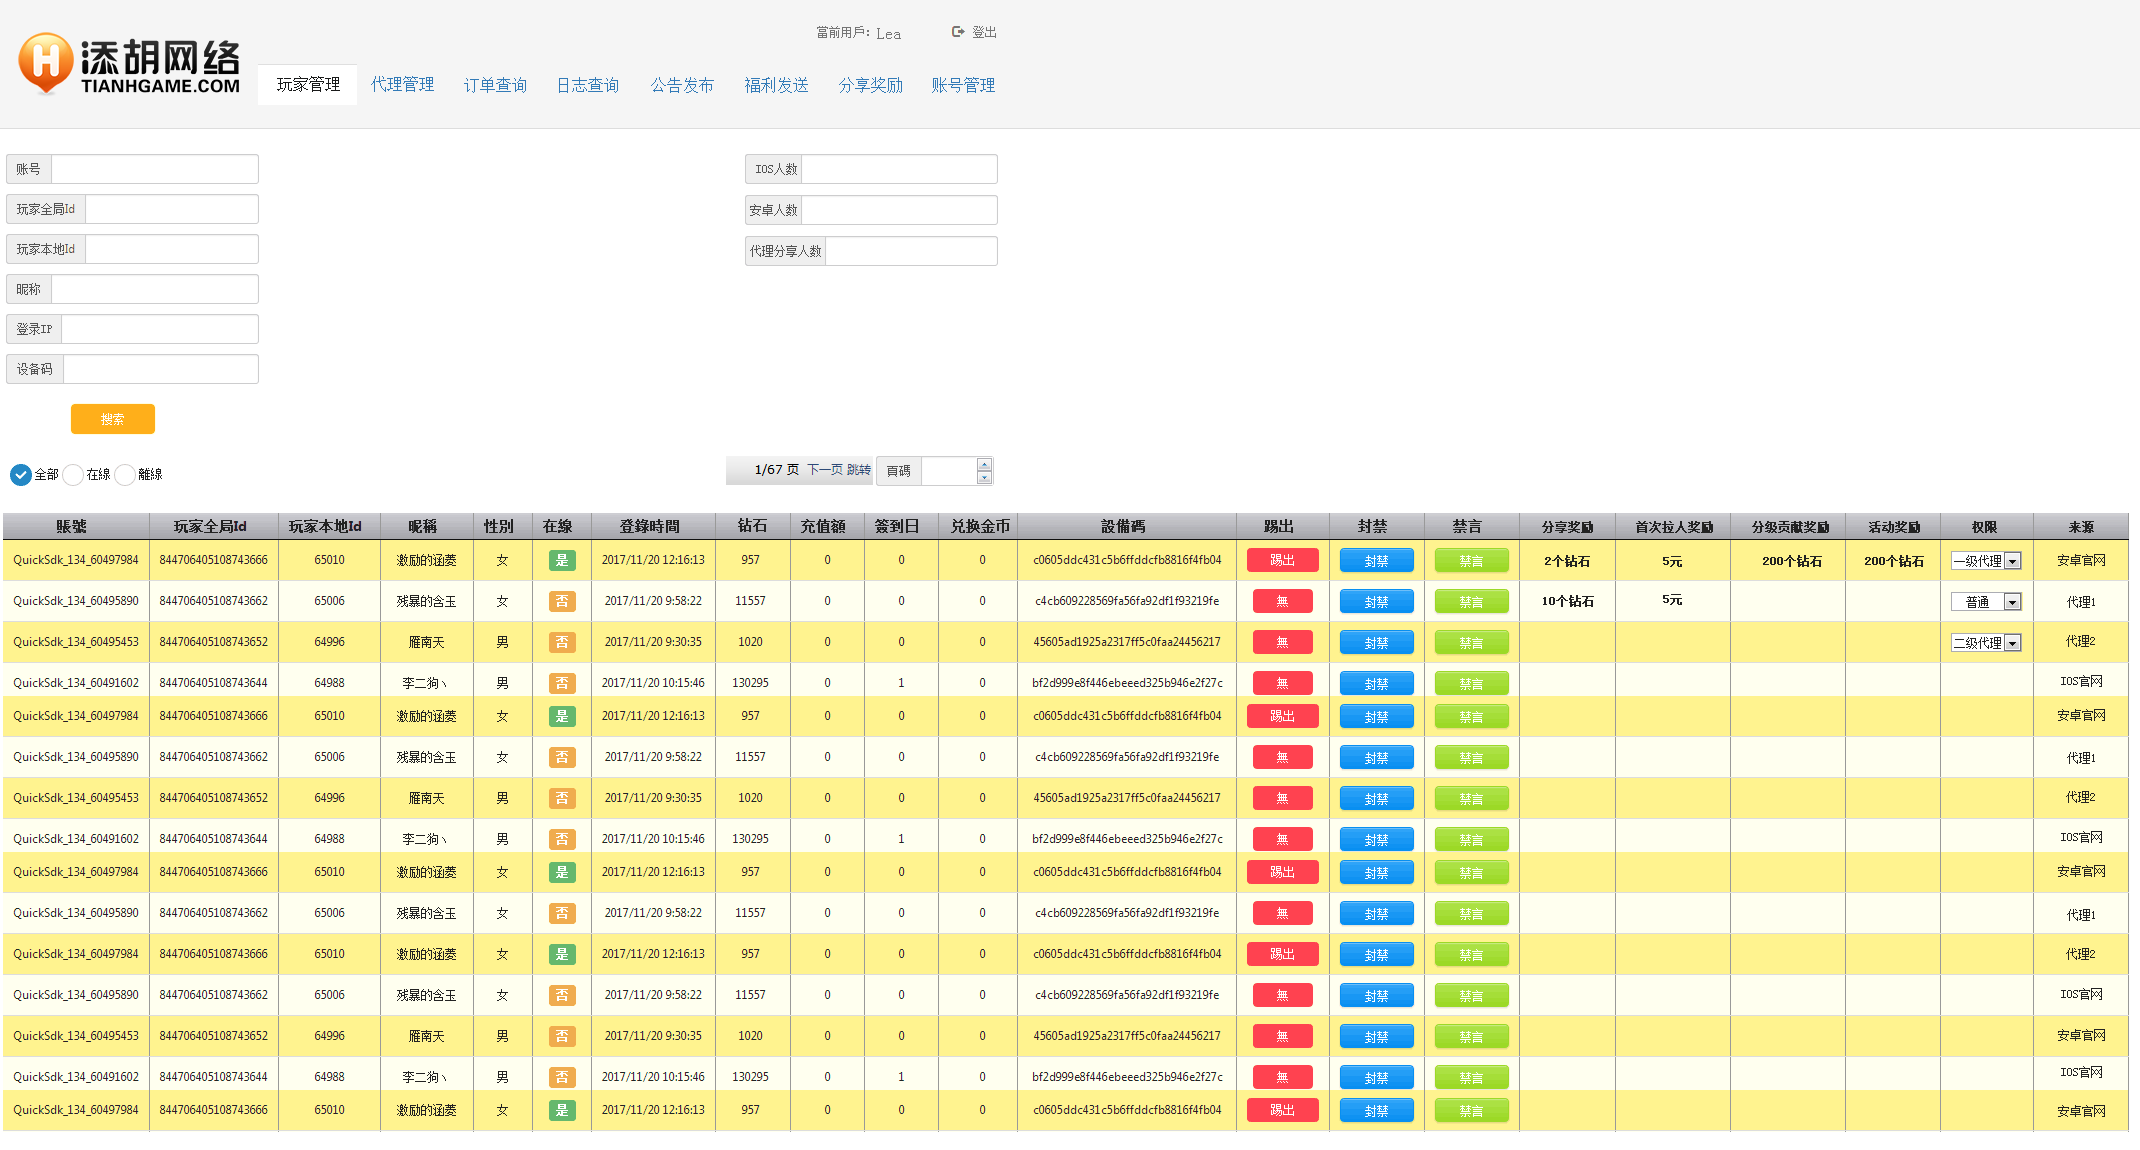 當前用戶： Lea 登出
添胡网络
TIANHGAME.COM
玩家管理 代理管理 订单查询 日志查询 公告发布 福利发送 分享奖励 账号管理
账号
玩家全局Id
玩家本地Id
昵称
登录IP
设备码
搜索
IOS人数
安卓人数
代理分享人数
全部 在線 離線
1/67 页 下一页 跳转 頁碼
賬號 玩家全局Id 玩家本地Id 昵稱 性別 在線 登錄時間 钻石 充值額 簽到日 兑换金币 設備碼 踢出 封禁 禁言 分享奖励 首次拉人奖励 分级贡献奖励 活动奖励 权限 来源
QuickSdk_134_60497984 844706405108743666 65010 激励的涵菱 女 是 2017/11/20 12:16:13 957 0 0 0 c0605ddc431c5b6ffddcfb8816f4fb04 踢出 封禁 禁言 2个钻石 5元 200个钻石 200个钻石 一级代理 安卓官网
QuickSdk_134_60495890 844706405108743662 65006 残暴的含玉 女 否 2017/11/20 9:58:22 11557 0 0 0 c4cb609228569fa56fa92df1f93219fe 無 封禁 禁言 10个钻石 5元 普通 代理1
QuickSdk_134_60495453 844706405108743652 64996 雁南天 男 否 2017/11/20 9:30:35 1020 0 0 0 45605ad1925a2317ff5c0faa24456217 無 封禁 禁言 二级代理 代理2
QuickSdk_134_60491602 844706405108743644 64988 李二狗丶 男 否 2017/11/20 10:15:46 130295 0 1 0 bf2d999e8f446ebeeed325b946e2f27c 無 封禁 禁言 IOS官网
QuickSdk_134_60497984 844706405108743666 65010 激励的涵菱 女 是 2017/11/20 12:16:13 957 0 0 0 c0605ddc431c5b6ffddcfb8816f4fb04 踢出 封禁 禁言 安卓官网
QuickSdk_134_60495890 844706405108743662 65006 残暴的含玉 女 否 2017/11/20 9:58:22 11557 0 0 0 c4cb609228569fa56fa92df1f93219fe 無 封禁 禁言 代理1
QuickSdk_134_60495453 844706405108743652 64996 雁南天 男 否 2017/11/20 9:30:35 1020 0 0 0 45605ad1925a2317ff5c0faa24456217 無 封禁 禁言 代理2
QuickSdk_134_60491602 844706405108743644 64988 李二狗丶 男 否 2017/11/20 10:15:46 130295 0 1 0 bf2d999e8f446ebeeed325b946e2f27c 無 封禁 禁言 IOS官网
QuickSdk_134_60497984 844706405108743666 65010 激励的涵菱 女 是 2017/11/20 12:16:13 957 0 0 0 c0605ddc431c5b6ffddcfb8816f4fb04 踢出 封禁 禁言 安卓官网
QuickSdk_134_60495890 844706405108743662 65006 残暴的含玉 女 否 2017/11/20 9:58:22 11557 0 0 0 c4cb609228569fa56fa92df1f93219fe 無 封禁 禁言 代理1
QuickSdk_134_60497984 844706405108743666 65010 激励的涵菱 女 是 2017/11/20 12:16:13 957 0 0 0 c0605ddc431c5b6ffddcfb8816f4fb04 踢出 封禁 禁言 代理2
QuickSdk_134_60495890 844706405108743662 65006 残暴的含玉 女 否 2017/11/20 9:58:22 11557 0 0 0 c4cb609228569fa56fa92df1f93219fe 無 封禁 禁言 IOS官网
QuickSdk_134_60495453 844706405108743652 64996 雁南天 男 否 2017/11/20 9:30:35 1020 0 0 0 45605ad1925a2317ff5c0faa24456217 無 封禁 禁言 安卓官网
QuickSdk_134_60491602 844706405108743644 64988 李二狗丶 男 否 2017/11/20 10:15:46 130295 0 1 0 bf2d999e8f446ebeeed325b946e2f27c 無 封禁 禁言 IOS官网
QuickSdk_134_60497984 844706405108743666 65010 激励的涵菱 女 是 2017/11/20 12:16:13 957 0 0 0 c0605ddc431c5b6ffddcfb8816f4fb04 踢出 封禁 禁言 安卓官网